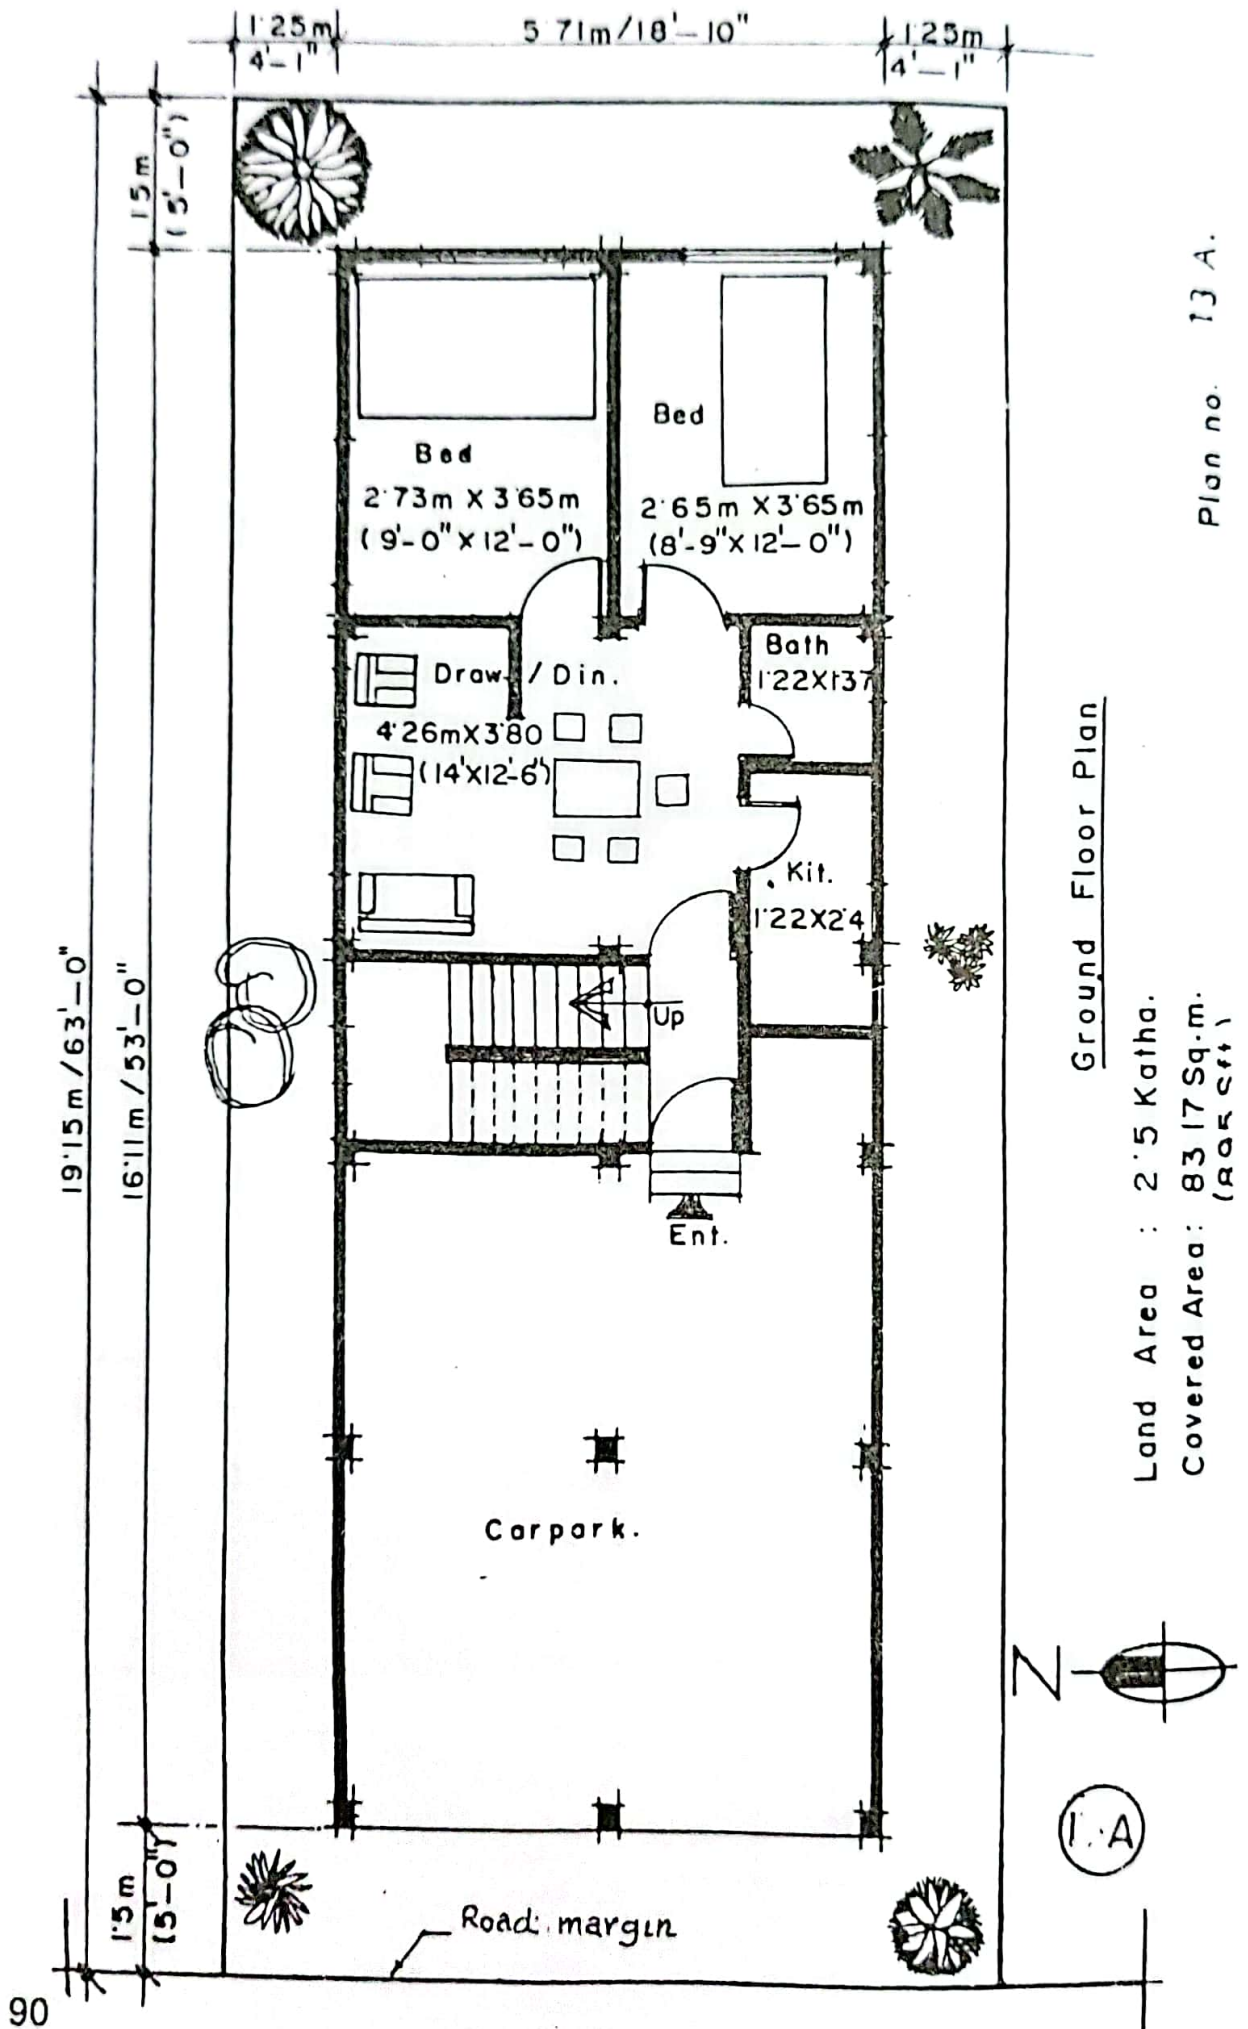 1·25m
4'-1"
5·71m/18'-10"
1·25m
4'-1"
1·5m
(5'-0")
19·15m/63'-0"
16·11m/53'-0"
1·5m
(5'-0")
Bed
2·73m X 3·65m
(9'-0" X 12'-0")
Bed
2·65m X 3·65m
(8'-9" X 12'-0")
Draw. / Din.
4·26mX3·80
(14'X12'-6")
Bath
1·22X1·37
Kit.
1·22X2·4
Up
Ent.
Carpark.
Road margin
Plan no. 13 A.
Ground Floor Plan
Land Area : 2·5 Katha.
Covered Area : 83·17 Sq.m.
N
A
90